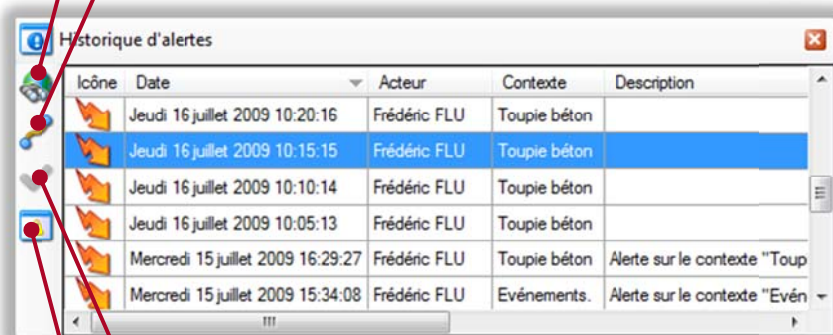 Historique d'alertes
Icône Date Acteur Contexte Description
Jeudi 16 juillet 2009 10:20:16 Frédéric FLU Toupie béton
Jeudi 16 juillet 2009 10:15:15 Frédéric FLU Toupie béton
Jeudi 16 juillet 2009 10:10:14 Frédéric FLU Toupie béton
Jeudi 16 juillet 2009 10:05:13 Frédéric FLU Toupie béton
Mercredi 15 juillet 2009 16:29:27 Frédéric FLU Toupie béton Alerte sur le contexte "Toup
Mercredi 15 juillet 2009 15:34:08 Frédéric FLU Evénements. Alerte sur le contexte "Evén